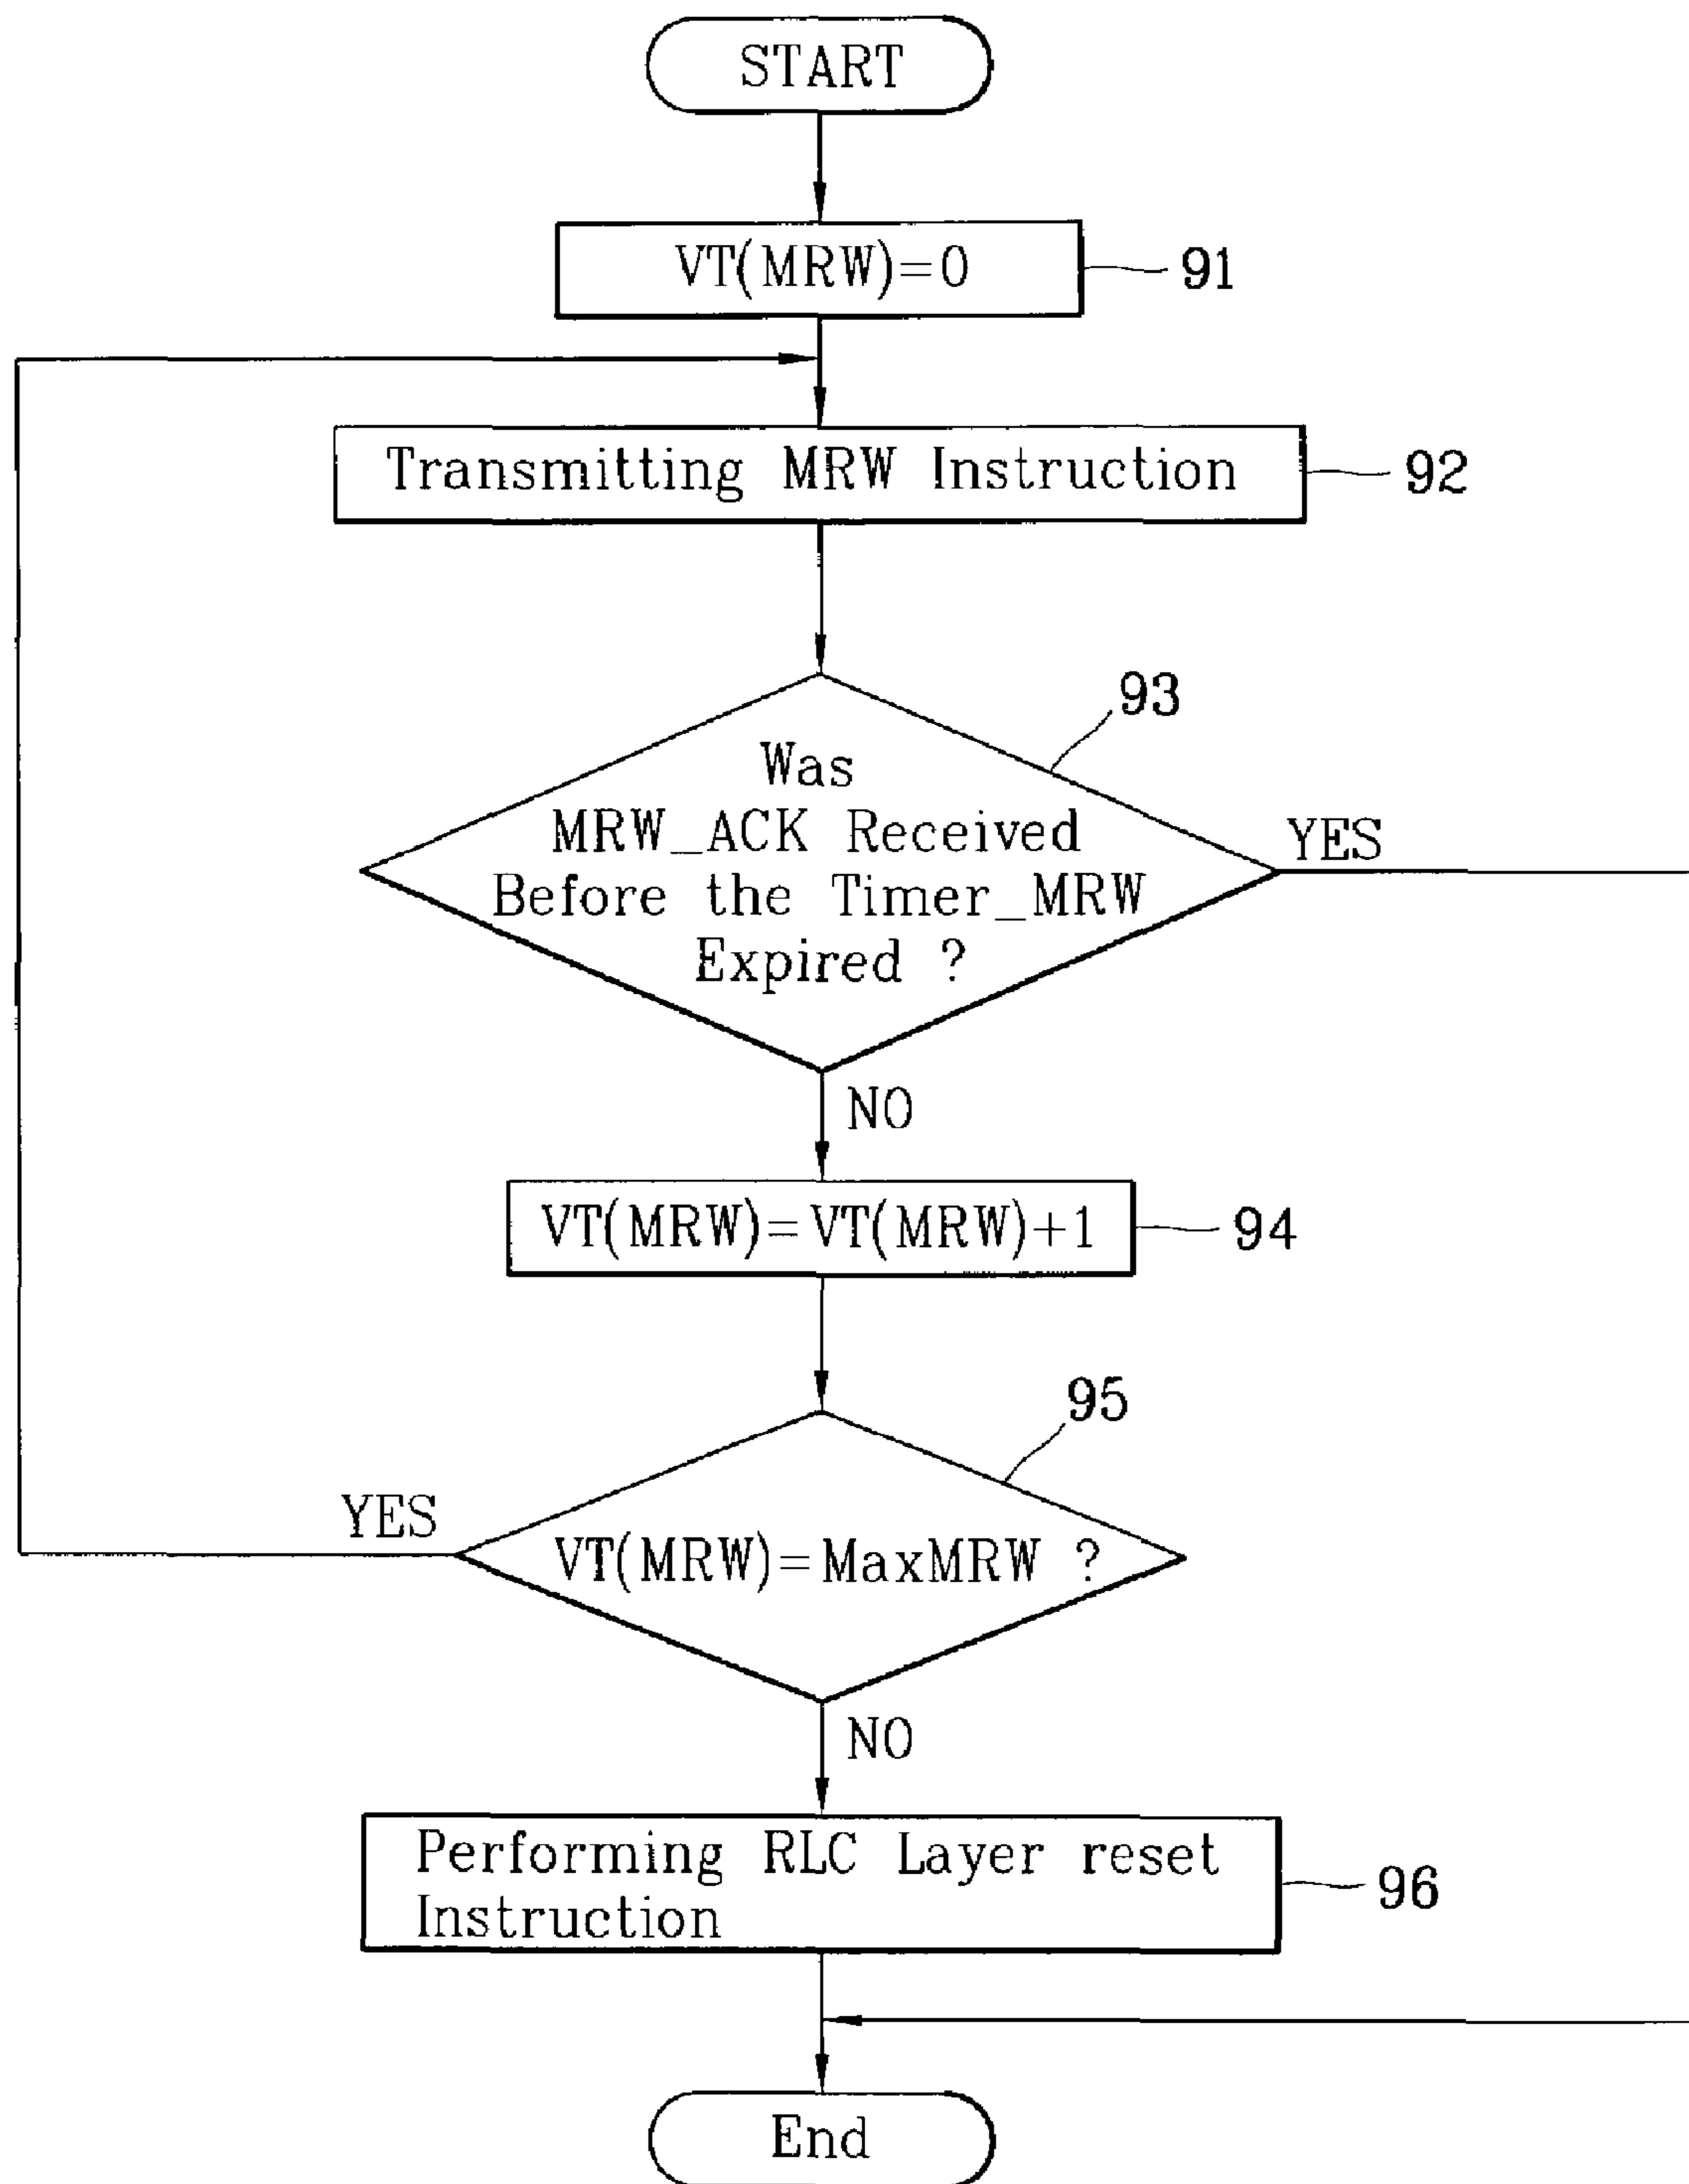 START
VT(MRW)=0
91
Transmitting MRW Instruction
92
93
Was
MRW_ACK Received
Before the Timer_MRW
Expired ?
YES
NO
VT(MRW)=VT(MRW)+1
94
95
YES
VT(MRW)=MaxMRW ?
NO
Performing RLC Layer reset
Instruction
96
End